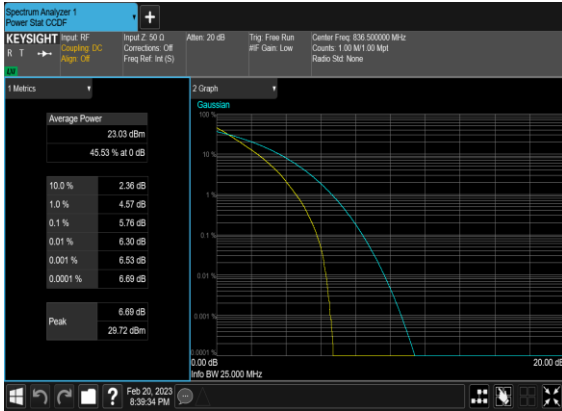 Spectrum Analyzer 1
Power Stat CCDF
+
KEYSIGHT
R T
LXI
Input: RF
Coupling: DC
Align: Off
Input Z: 50 Ω
Corrections: Off
Freq Ref: Int (S)
Atten: 20 dB
Trig: Free Run
#IF Gain: Low
Center Freq: 836.500000 MHz
Counts: 1.00 M/1.00 Mpt
Radio Std: None
1 Metrics
Average Power
23.03 dBm
45.53 % at 0 dB
10.0 % 2.36 dB
1.0 % 4.57 dB
0.1 % 5.76 dB
0.01 % 6.30 dB
0.001 % 6.53 dB
0.0001 % 6.69 dB
Peak 6.69 dB
29.72 dBm
2 Graph
Gaussian
100 %
10 %
1 %
0.1 %
0.01 %
0.001 %
0.0001 %
0.00 dB 20.00 dB
Info BW 25.000 MHz
? Feb 20, 2023
8:39:34 PM